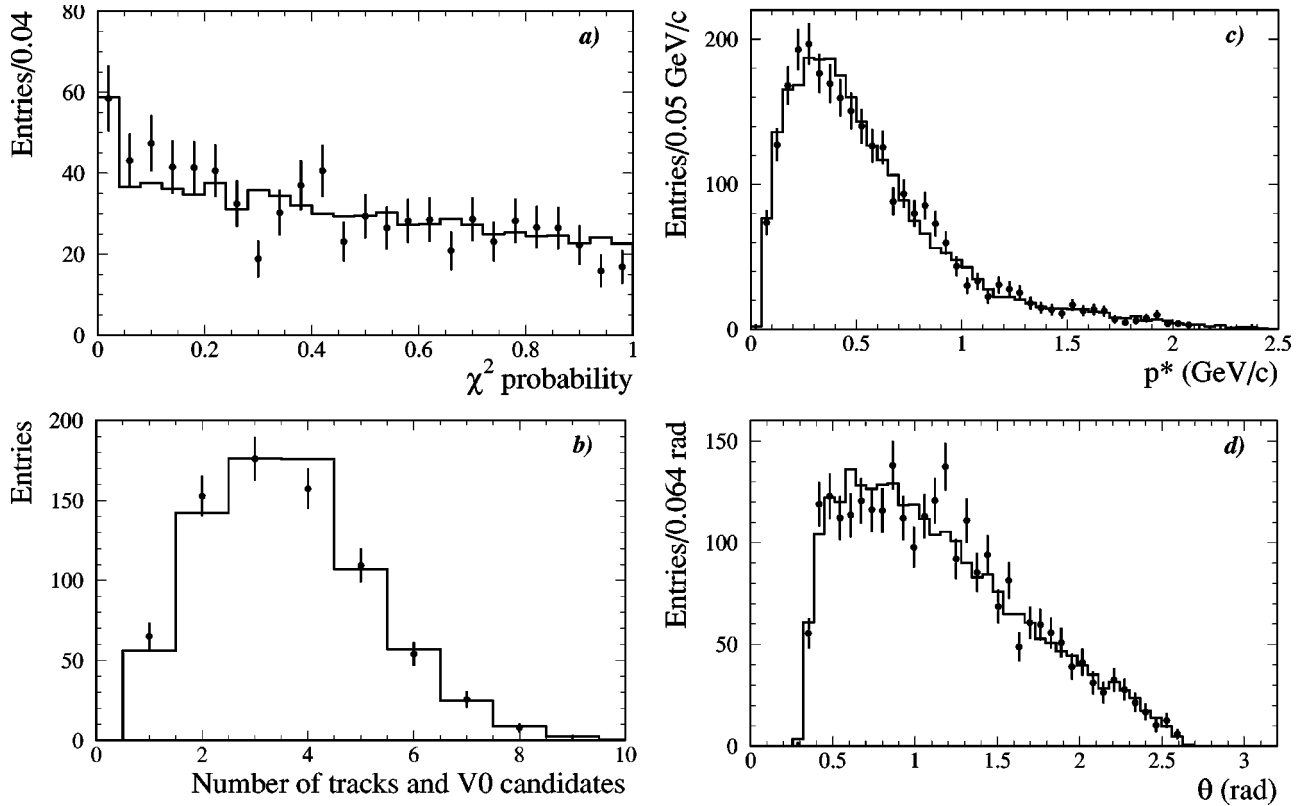 a)
Entries/0.04
80
60
40
20
0
0 0.2 0.4 0.6 0.8 1
χ² probability
c)
Entries/0.05 GeV/c
200
100
0
0 0.5 1 1.5 2 2.5
p* (GeV/c)
b)
Entries
200
150
100
50
0
0 2 4 6 8 10
Number of tracks and V0 candidates
d)
Entries/0.064 rad
150
100
50
0
0 0.5 1 1.5 2 2.5 3
θ (rad)